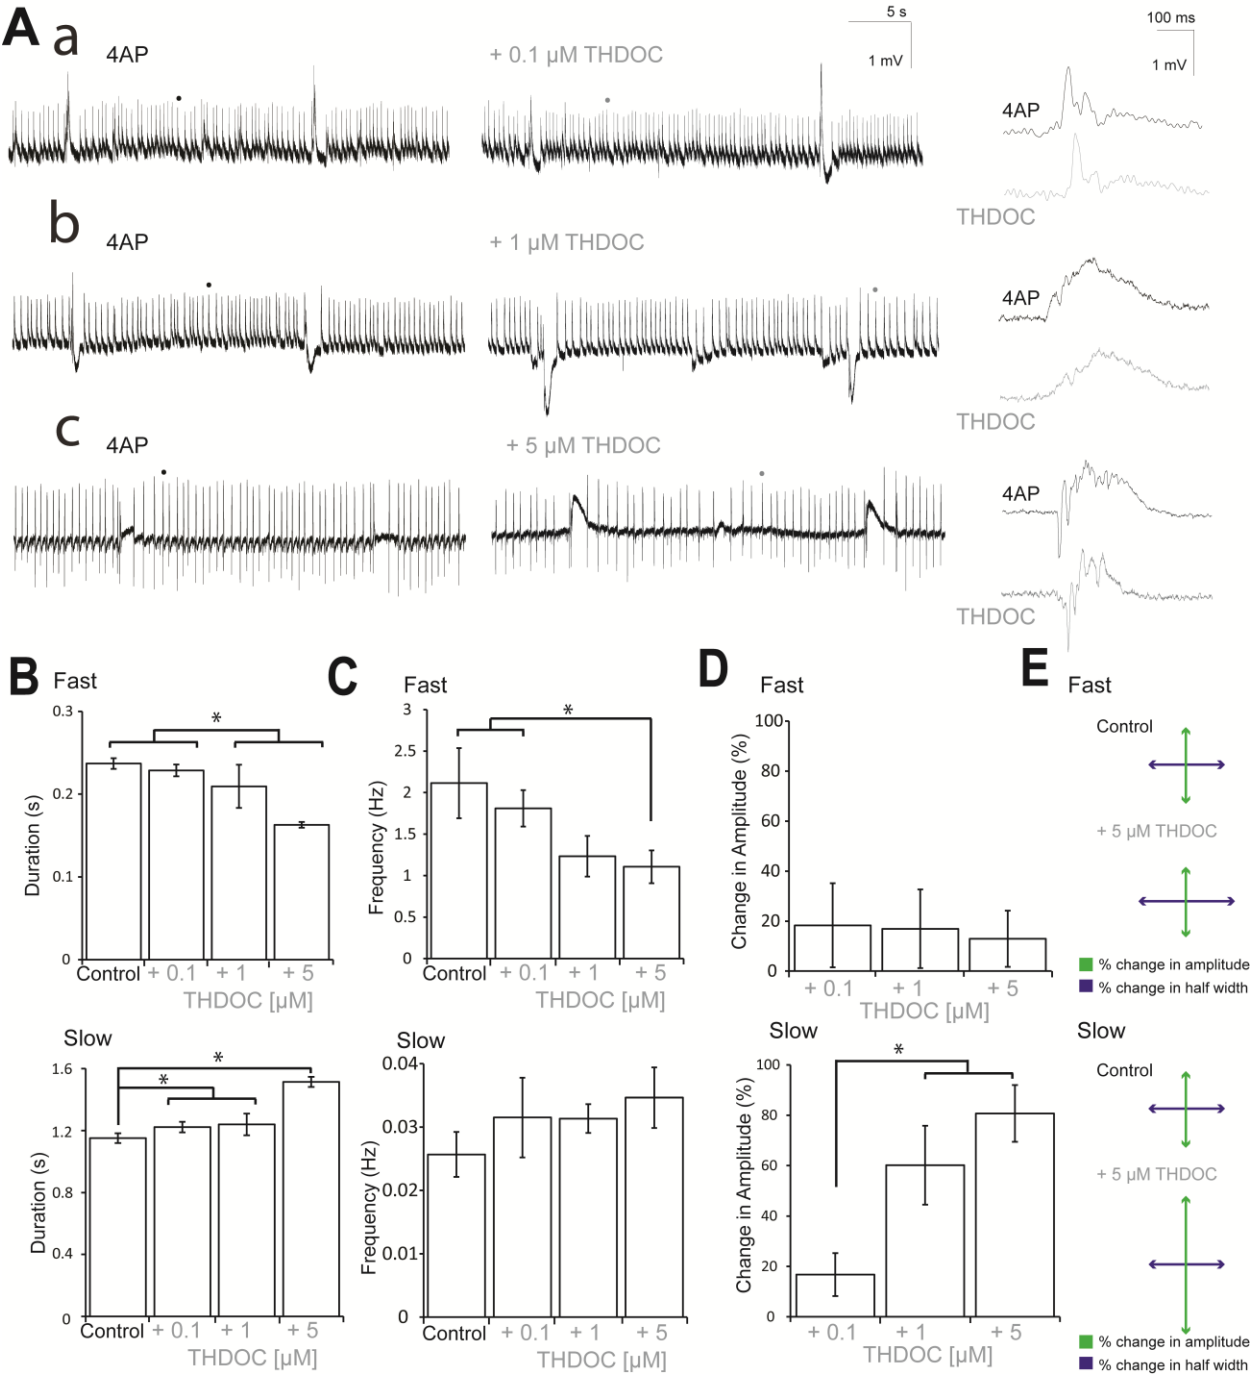 A
a
4AP
+ 0.1 µM THDOC
5 s
1 mV
100 ms
1 mV
4AP
THDOC
b
4AP
+ 1 µM THDOC
4AP
THDOC
c
4AP
+ 5 µM THDOC
4AP
THDOC
B
Fast
0.3
0.2
0.1
0
Duration (s)
*
Control
+ 0.1
+ 1
+ 5
THDOC [µM]
Slow
1.6
1.2
0.8
0.4
0
Duration (s)
*
*
Control
+ 0.1
+ 1
+ 5
THDOC [µM]
C
Fast
3
2.5
2
1.5
1
0.5
0
Frequency (Hz)
*
Control
+ 0.1
+ 1
+ 5
THDOC [µM]
Slow
0.04
0.03
0.02
0.01
0
Frequency (Hz)
Control
+ 0.1
+ 1
+ 5
THDOC [µM]
D
Fast
100
80
60
40
20
0
Change in Amplitude (%)
+ 0.1
+ 1
+ 5
THDOC [µM]
Slow
100
80
60
40
20
0
Change in Amplitude (%)
*
+ 0.1
+ 1
+ 5
THDOC [µM]
E
Fast
Control
+ 5 µM THDOC
% change in amplitude
% change in half width
Slow
Control
+ 5 µM THDOC
% change in amplitude
% change in half width